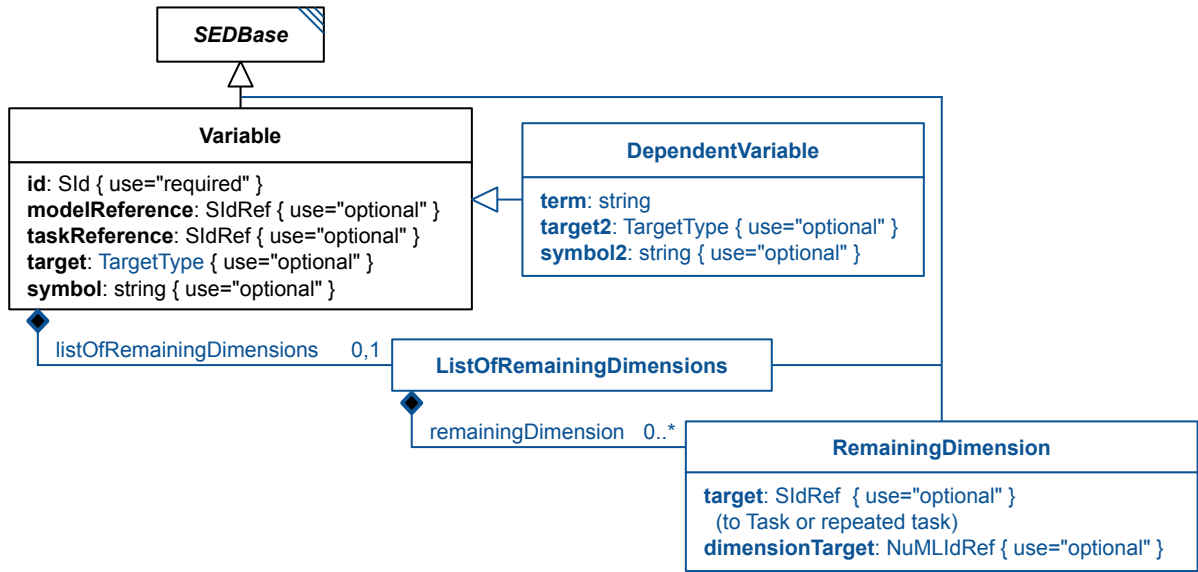 SEDBase
Variable
id: SId { use="required" }
modelReference: SIdRef { use="optional" }
taskReference: SIdRef { use="optional" }
target: TargetType { use="optional" }
symbol: string { use="optional" }
DependentVariable
term: string
target2: TargetType { use="optional" }
symbol2: string { use="optional" }
listOfRemainingDimensions 0,1
ListOfRemainingDimensions
remainingDimension 0..*
RemainingDimension
target: SIdRef { use="optional" }
(to Task or repeated task)
dimensionTarget: NuMLIdRef { use="optional" }